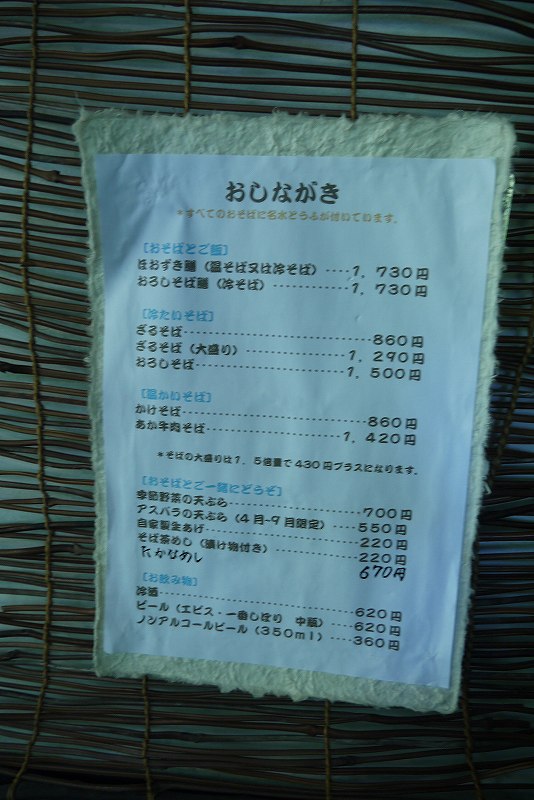 おしながき
＊すべてのおそばに名水とうふが付いています。
［おそばとご飯］
ほおずき膳（温そば又は冷そば）････１，７３０円
おろしそば膳（冷そば）････････････１，７３０円
［冷たいそば］
ざるそば･･････････････････････････８６０円
ざるそば（大盛り）････････････････１，２９０円
おろしそば････････････････････････１，５００円
［温かいそば］
かけそば･･････････････････････････８６０円
あか牛肉そば･･････････････････････１，４２０円
＊そばの大盛りは１．５倍量で４３０円プラスになります。
［おそばとご一緒にどうぞ］
季節野菜の天ぷら･･････････････････７００円
アスパラの天ぷら（４月~９月限定）････５５０円
自家製生あげ･･････････････････････２２０円
そば茶めし（漬け物付き）･･････････２２０円
たかなめし 670円
［お飲み物］
冷酒･･････････････････････････････６２０円
ビール（エビス・一番しぼり　中瓶）････６２０円
ノンアルコールビール（３５０ｍｌ）････３６０円